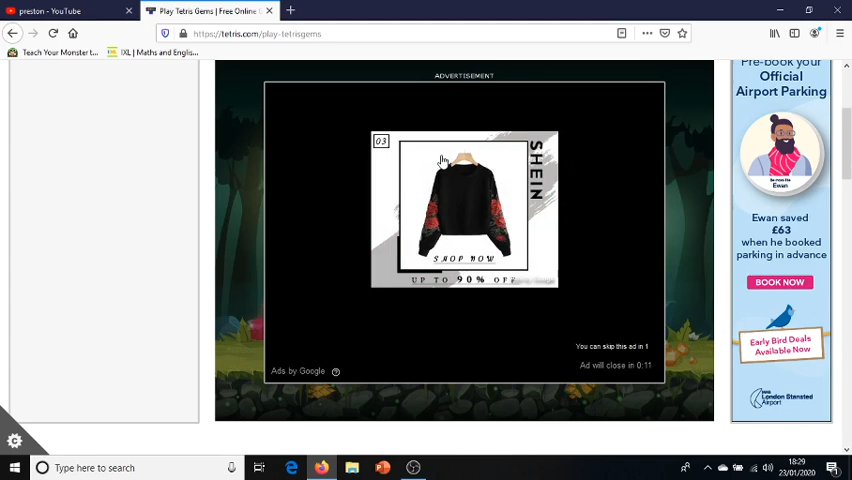 preston - YouTube
Play Tetris Gems | Free Online
https://tetris.com/play-tetrisgems
Teach Your Monster t...
IXL | Maths and Englis...
ADVERTISEMENT
03
SHEIN
SHOP NOW
UP TO 90% OFF
You can skip this ad in 1
Ad will close in 0:11
Ads by Google
Pre-book your
Official
Airport Parking
Be more like
Ewan
Ewan saved
£63
when he booked
parking in advance
BOOK NOW
Early Bird Deals
Available Now
London Stansted
Airport
Type here to search
18:29
23/01/2020